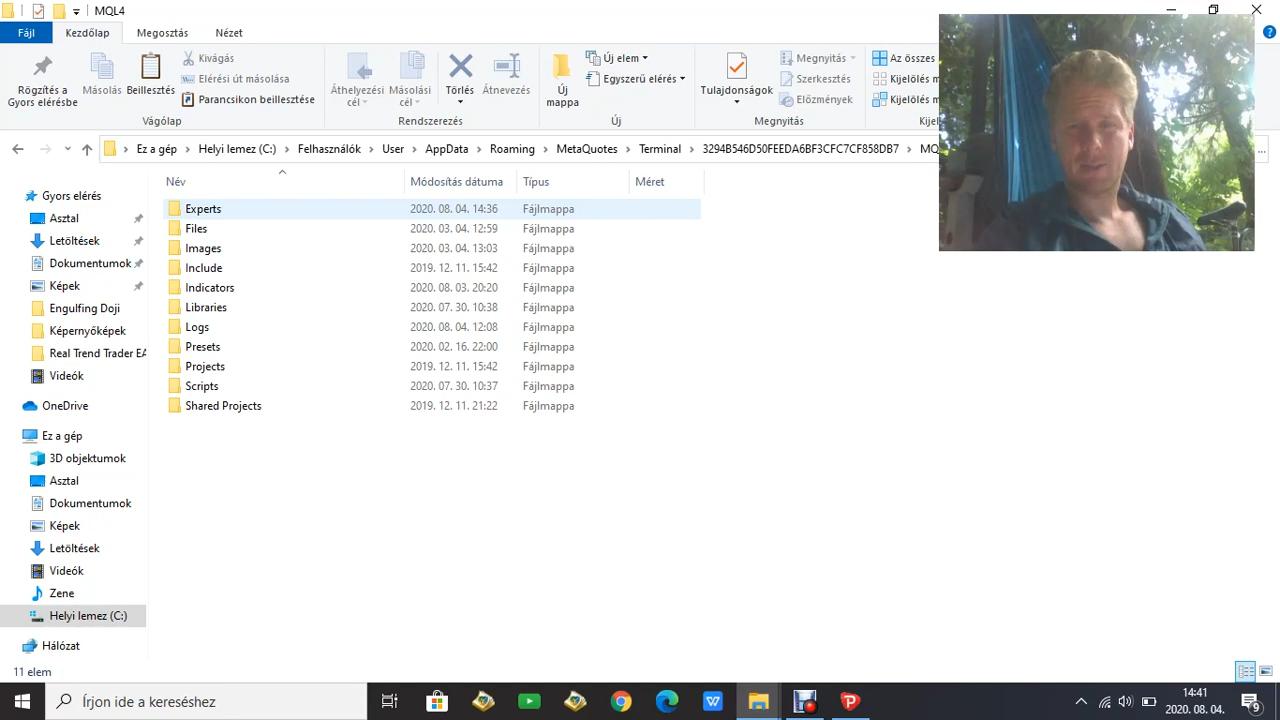 MQL4
Fájl Kezdőlap Megosztás Nézet
Rögzítés a Gyors elérésbe
Másolás
Beillesztés
Kivágás
Elérési út másolása
Parancsikon beillesztése
Vágólap
Áthelyezési cél
Másolási cél
Törlés
Átnevezés
Rendszerezés
Új mappa
Új elem
Egyszerű elérés
Új
Tulajdonságok
Megnyitás
Szerkesztés
Előzmények
Megnyitás
Az összes
Kijelölés
Kijelölés
Ez a gép Helyi lemez (C:) Felhasználók User AppData Roaming MetaQuotes Terminal 3294B546D50FEEDA6BF3CFC7CF858DB7
Név Módosítás dátuma Típus Méret
Experts 2020. 08. 04. 14:36 Fájlmappa
Files 2020. 03. 04. 12:59 Fájlmappa
Images 2020. 03. 04. 13:03 Fájlmappa
Include 2019. 12. 11. 15:42 Fájlmappa
Indicators 2020. 08. 03. 20:20 Fájlmappa
Libraries 2020. 07. 30. 10:38 Fájlmappa
Logs 2020. 08. 04. 12:08 Fájlmappa
Presets 2020. 02. 16. 22:00 Fájlmappa
Projects 2019. 12. 11. 15:42 Fájlmappa
Scripts 2020. 07. 30. 10:37 Fájlmappa
Shared Projects 2019. 12. 11. 21:22 Fájlmappa
Gyors elérés
Asztal
Letöltések
Dokumentumok
Képek
Engulfing Doji
Képernyőképek
Real Trend Trader EA
Videók
OneDrive
Ez a gép
3D objektumok
Asztal
Dokumentumok
Képek
Letöltések
Videók
Zene
Helyi lemez (C:)
Hálózat
11 elem
Írjon ide a kereséshez
14:41
2020. 08. 04.
9